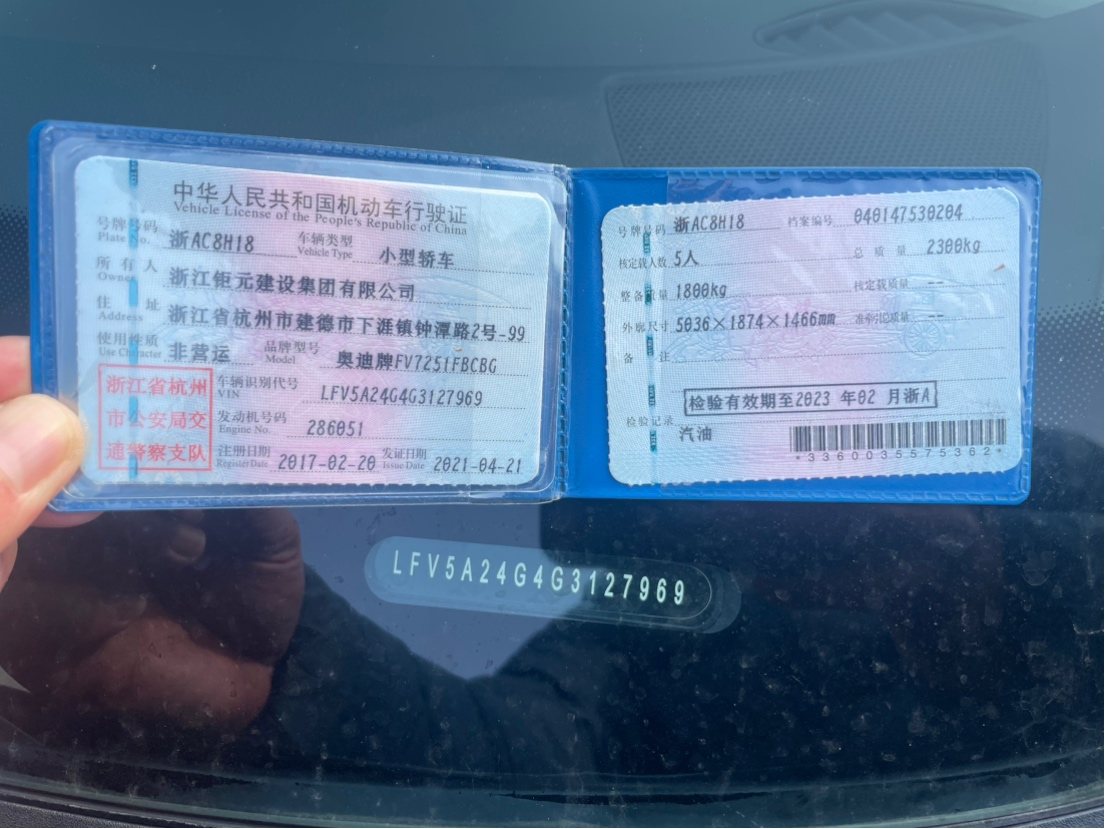 中华人民共和国机动车行驶证
Vehicle License of the People's Republic of China
号牌号码 浙AC8H18 车辆类型 小型轿车
Plate No. Vehicle Type
所有人 浙江钜元建设集团有限公司
Owner
住址 浙江省杭州市建德市下涯镇钟潭路2号-99
Address
使用性质 非营运 品牌型号 奥迪牌FV7251FBCBG
Use Character Model
浙江省杭州
市公安局交
通警察支队
车辆识别代号 LFV5A24G4G3127969
VIN
发动机号码 286051
Engine No.
注册日期 2017-02-20 发证日期 2021-04-21
Register Date Issue Date
号牌号码 浙AC8H18 档案编号 040147530204
核定载人数 5人 总质量 2300kg
整备质量 1800kg 核定载质量 --
外廓尺寸 5036×1874×1466mm 准牵引总质量 --
备注
检验有效期至2023 年02 月浙A
检验记录
汽油
*3360035575362*
LFV5A24G4G3127969